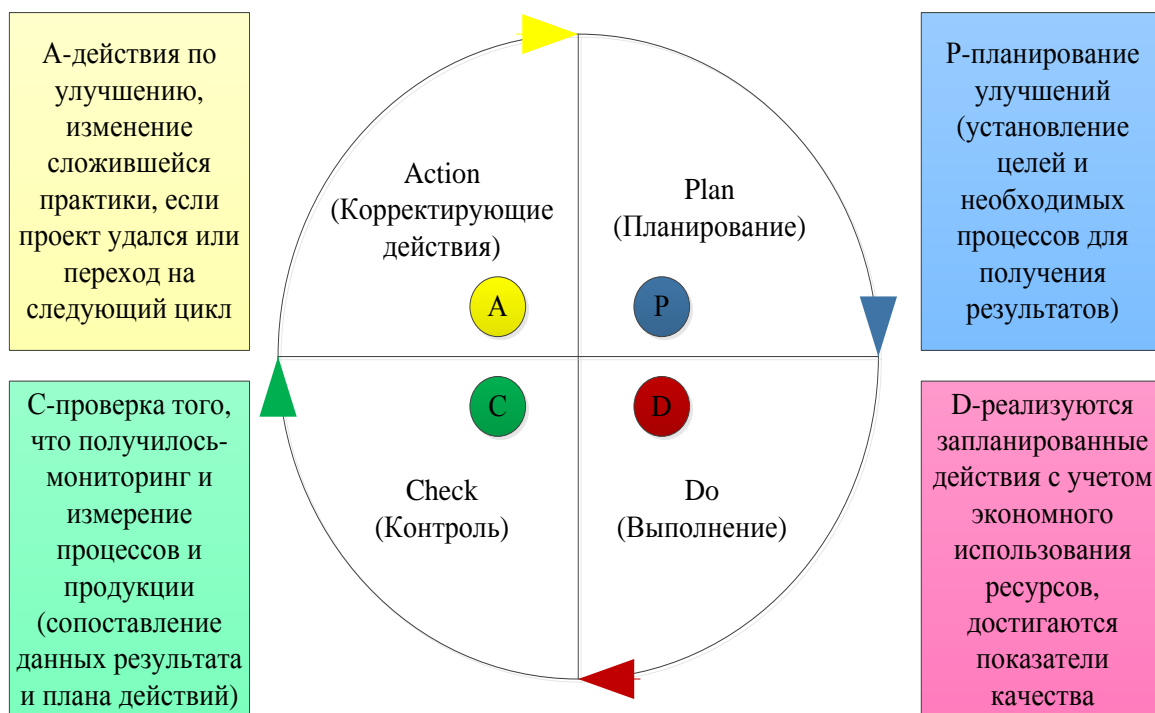 А-действия по
улучшению,
изменение
сложившейся
практики, если
проект удался или
переход на
следующий цикл
Action
(Корректирующие
действия)
A
Plan
(Планирование)
P
P-планирование
улучшений
(установление
целей и
необходимых
процессов для
получения
результатов)
С-проверка того,
что получилось-
мониторинг и
измерение
процессов и
продукции
(сопоставление
данных результата
и плана действий)
C
Check
(Контроль)
D
Do
(Выполнение)
D-реализуются
запланированные
действия с учетом
экономного
использования
ресурсов,
достигаются
показатели
качества